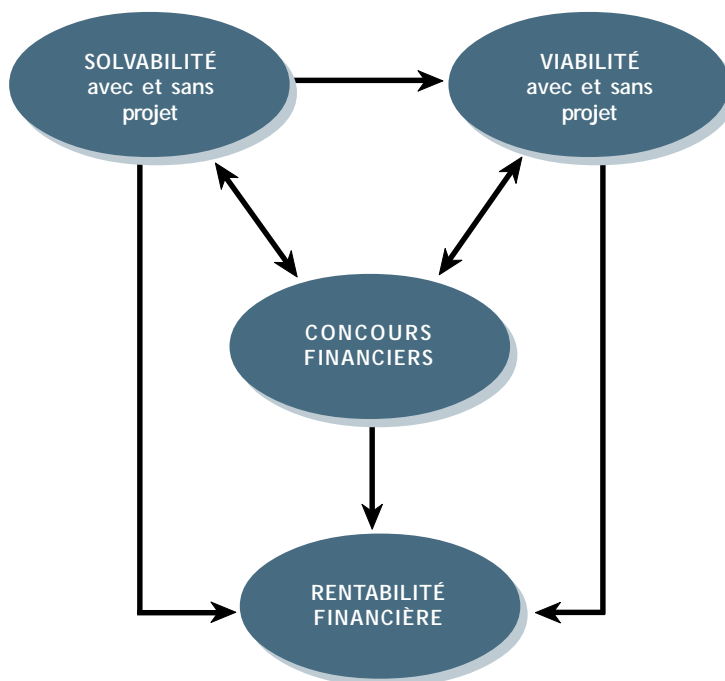 SOLVABILITÉ
avec et sans
projet
VIABILITÉ
avec et sans
projet
CONCOURS
FINANCIERS
RENTABILITÉ
FINANCIÈRE